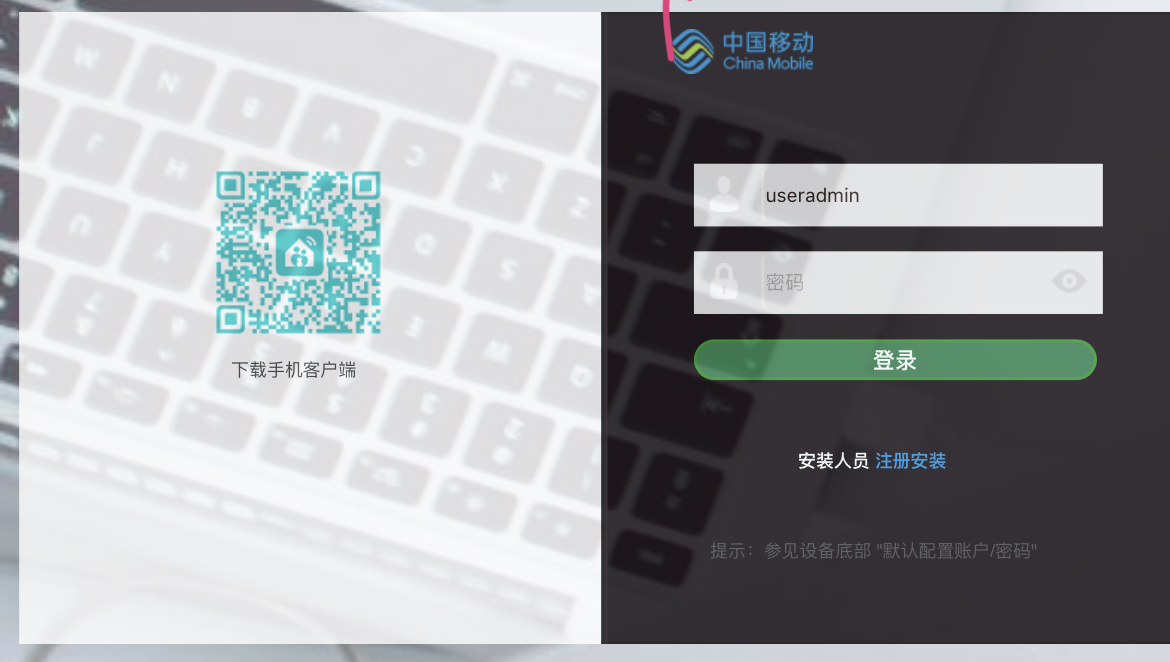 下载手机客户端
中国移动
China Mobile
useradmin
密码
登录
安装人员 注册安装
提示：参见设备底部 "默认配置账户/密码"